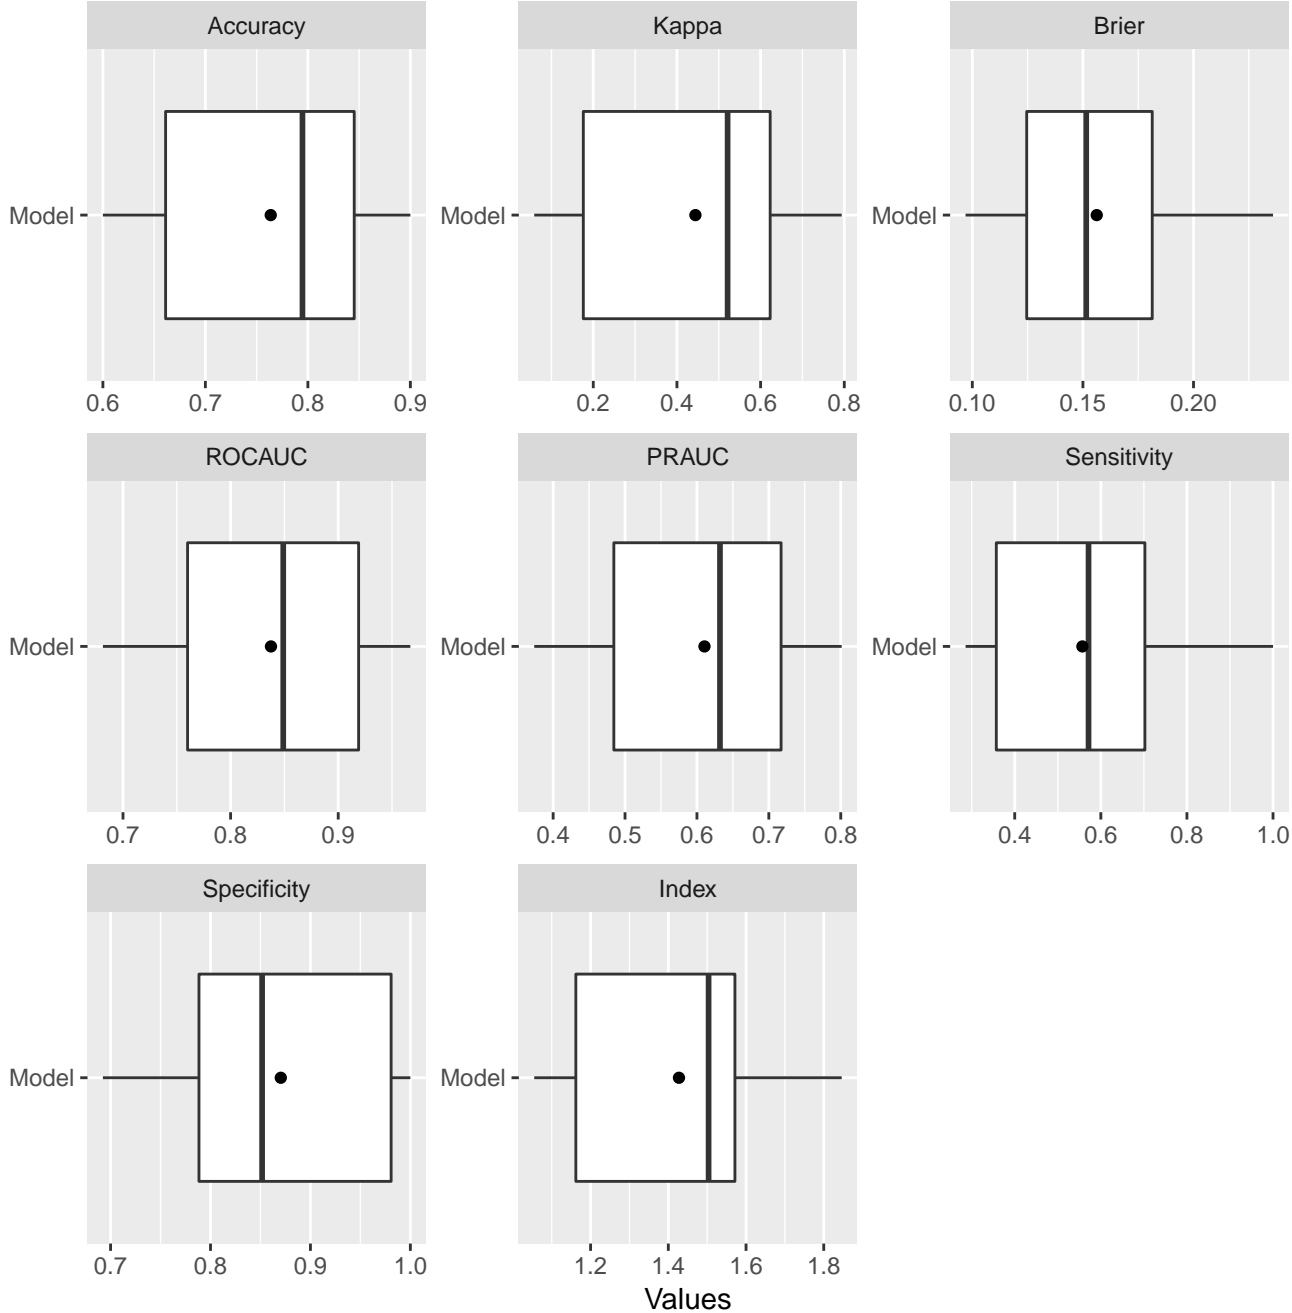 Accuracy Kappa Brier
Model Model Model
0.6 0.7 0.8 0.9 0.2 0.4 0.6 0.8 0.10 0.15 0.20
ROCAUC PRAUC Sensitivity
Model Model Model
0.7 0.8 0.9 0.4 0.5 0.6 0.7 0.8 0.4 0.6 0.8 1.0
Specificity Index
Model Model
0.7 0.8 0.9 1.0 1.2 1.4 1.6 1.8
Values